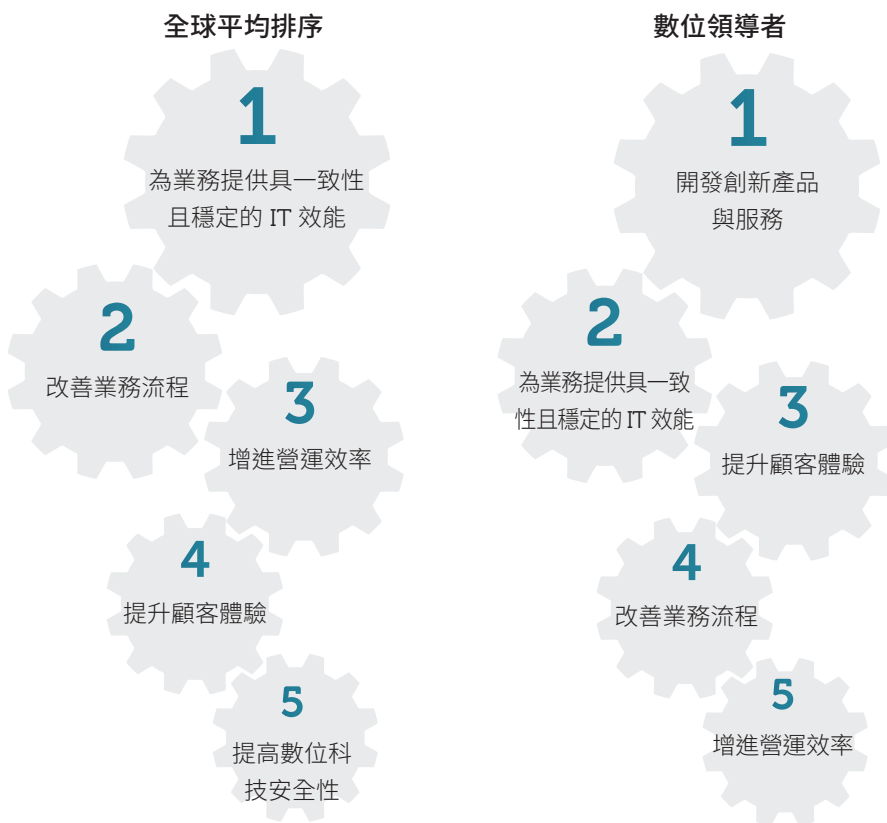 全球平均排序
1
為業務提供具一致性
且穩定的 IT 效能
2
改善業務流程
3
增進營運效率
4
提升顧客體驗
5
提高數位科
技安全性
數位領導者
1
開發創新產品
與服務
2
為業務提供具一致
性且穩定的 IT 效能
3
提升顧客體驗
4
改善業務流程
5
增進營運效率